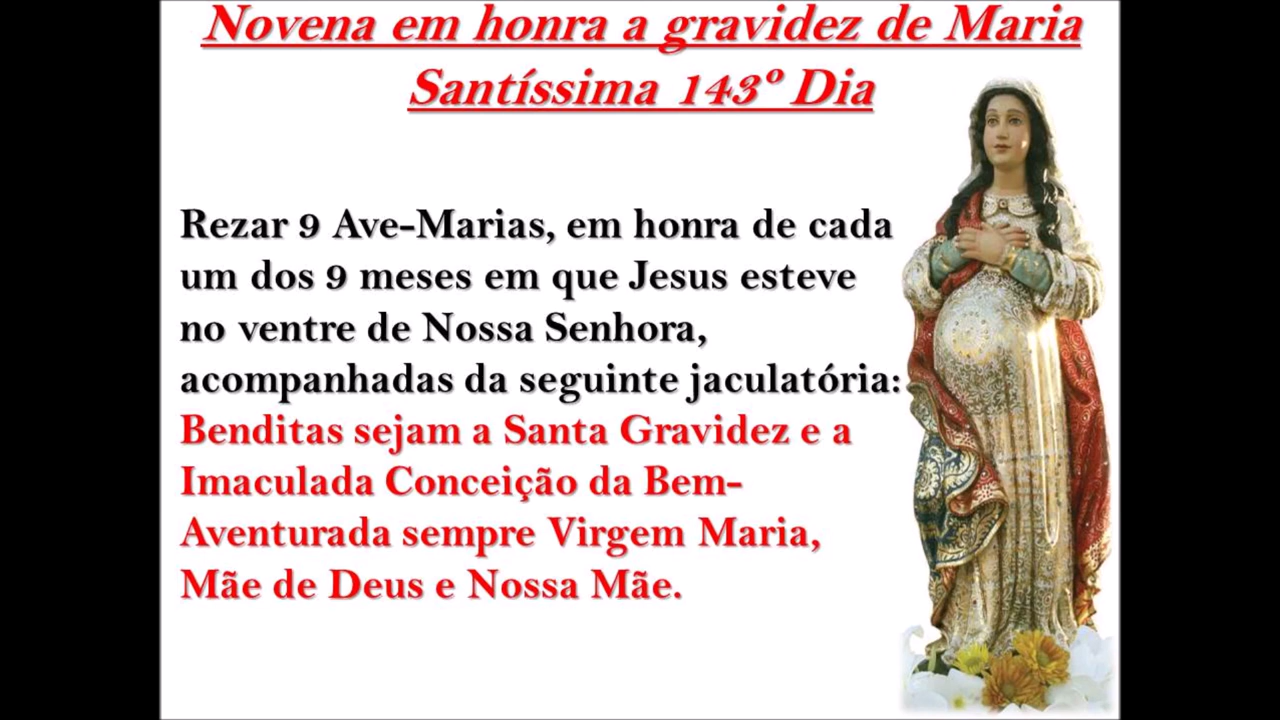 Novena em honra a gravidez de Maria
Santíssima 143º Dia
Rezar 9 Ave-Marias, em honra de cada
um dos 9 meses em que Jesus esteve
no ventre de Nossa Senhora,
acompanhadas da seguinte jaculatória:
Benditas sejam a Santa Gravidez e a
Imaculada Conceição da Bem-
Aventurada sempre Virgem Maria,
Mãe de Deus e Nossa Mãe.